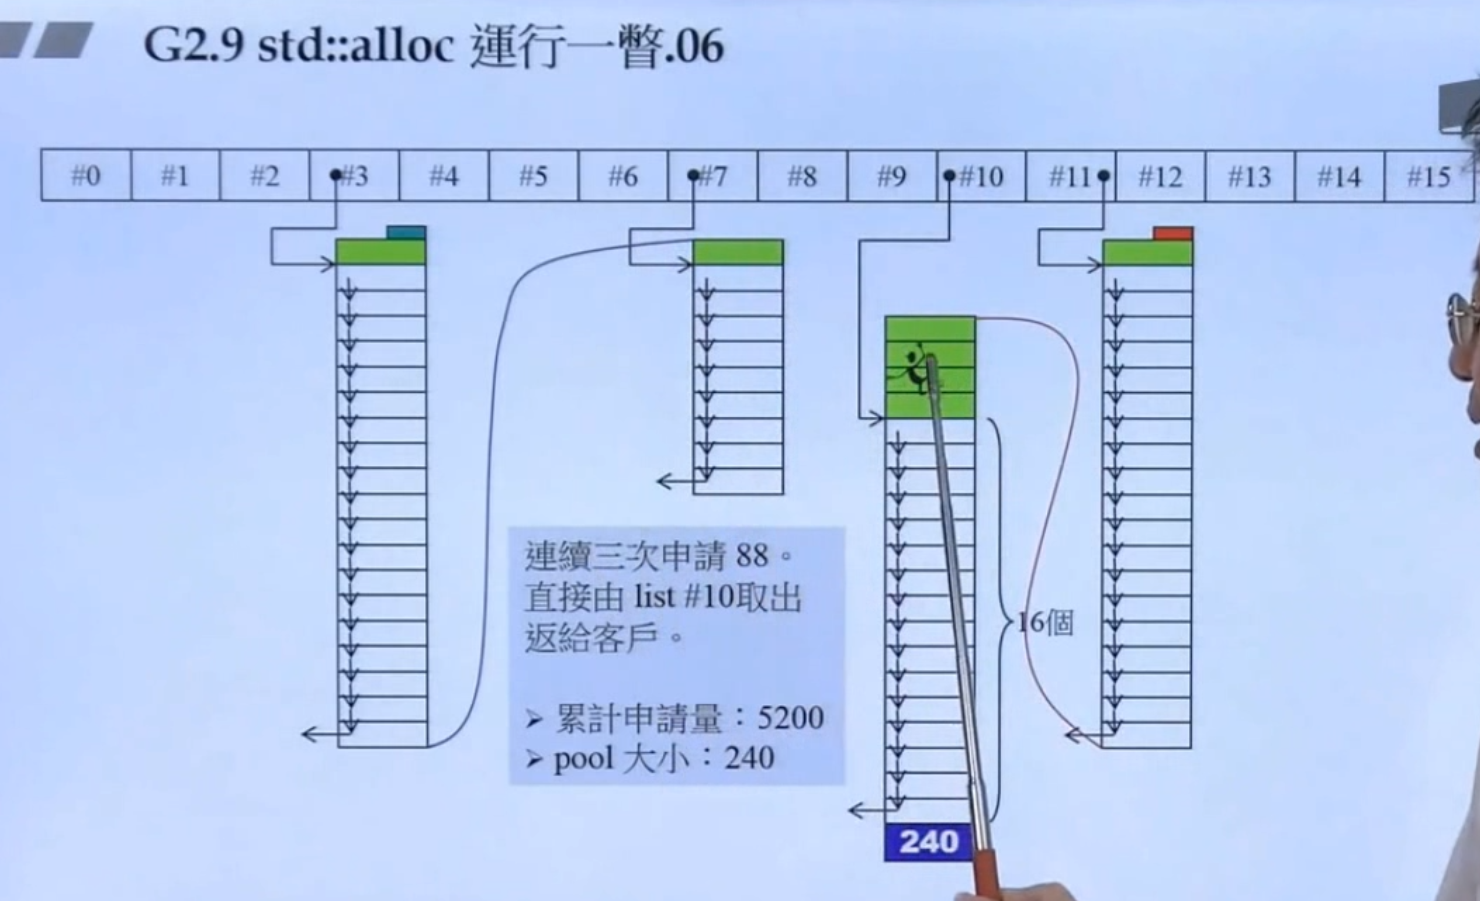 G2.9 std::alloc 運行一瞥.06
#0 #1 #2 #3 #4 #5 #6 #7 #8 #9 #10 #11 #12 #13 #14 #15
連續三次申請 88。
直接由 list #10取出
返給客戶。
➢ 累計申請量：5200
➢ pool 大小：240
16個
240